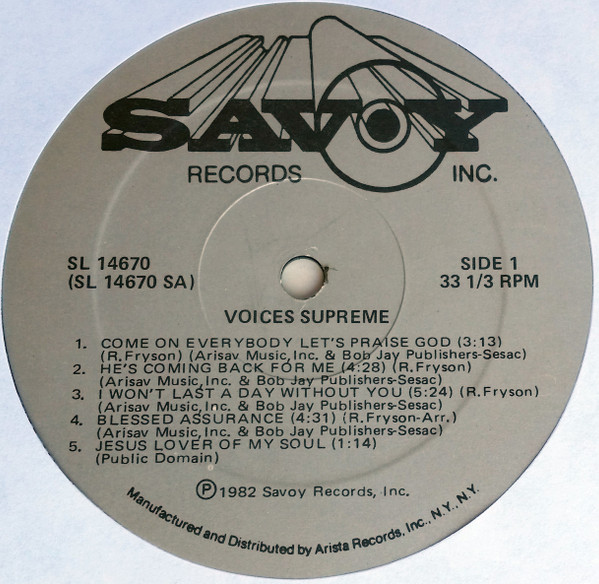 SAVOY
RECORDS INC.
SL 14670
(SL 14670 SA)
SIDE 1
33 1/3 RPM
VOICES SUPREME
1. COME ON EVERYBODY LET'S PRAISE GOD (3:13)
(R.Fryson) (Arisav Music, Inc. & Bob Jay Publishers-Sesac)
2. HE'S COMING BACK FOR ME (4:28) (R.Fryson)
(Arisav Music, Inc. & Bob Jay Publishers-Sesac)
3. I WON'T LAST A DAY WITHOUT YOU (5:24) (R.Fryson)
(Arisav Music, Inc. & Bob Jay Publishers-Sesac)
4. BLESSED ASSURANCE (4:31) (R.Fryson-Arr.)
(Arisav Music, Inc. & Bob Jay Publishers-Sesac)
5. JESUS LOVER OF MY SOUL (1:14)
(Public Domain)
Ⓟ1982 Savoy Records, Inc.
Manufactured and Distributed by Arista Records, Inc., N.Y., N.Y.